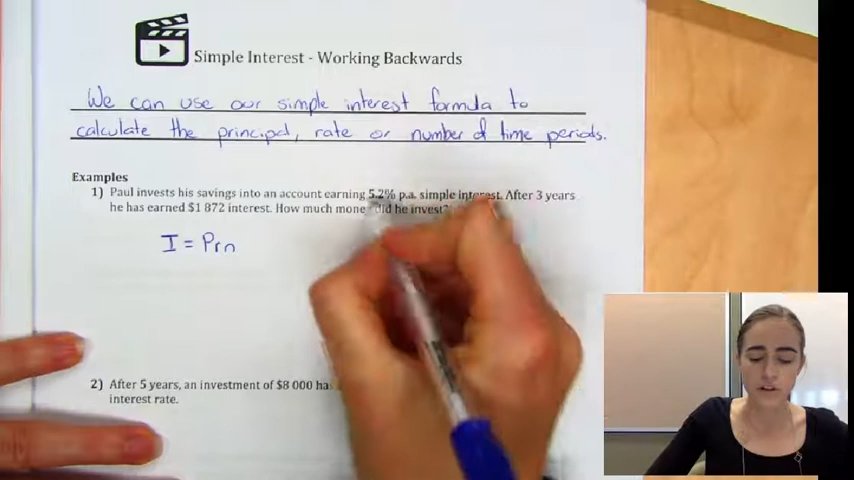 Simple Interest - Working Backwards
We can use our simple interest formula to
calculate the principal, rate or number of time periods.
Examples
1) Paul invests his savings into an account earning 5.2% p.a. simple interest. After 3 years
he has earned $1 872 interest. How much money did he invest?
I = Prn
2) After 5 years, an investment of $8 000 ha
interest rate.